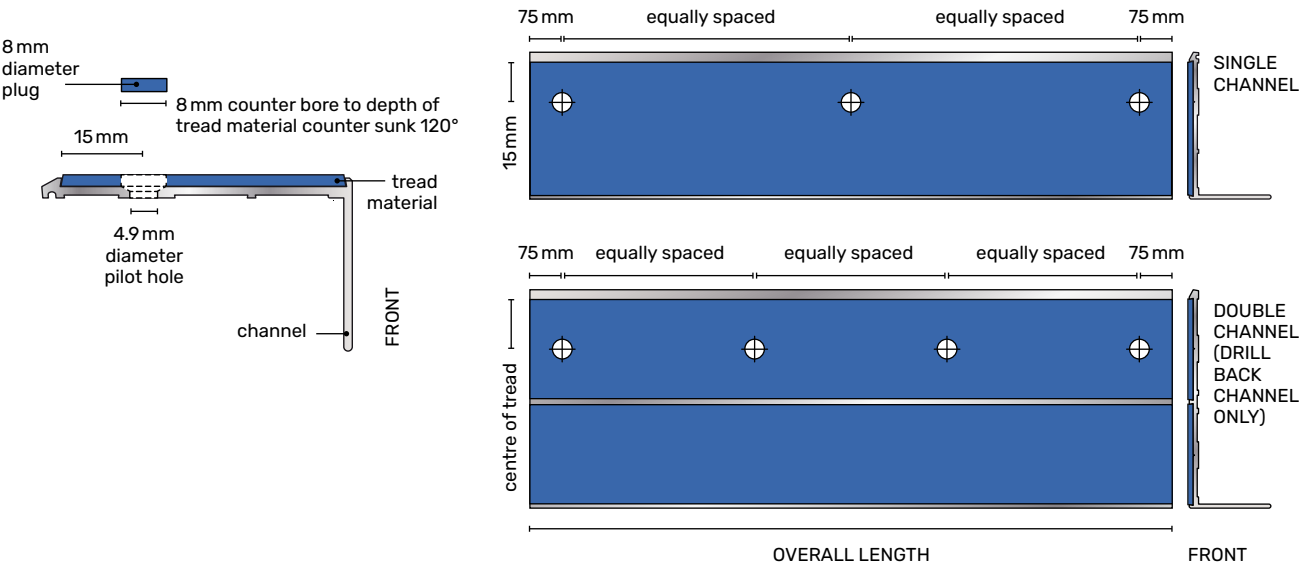 8 mm
diameter
plug
8 mm counter bore to depth of
tread material counter sunk 120°
15 mm
tread
material
4.9 mm
diameter
pilot hole
channel
FRONT
75 mm
equally spaced
equally spaced
75 mm
15 mm
SINGLE
CHANNEL
75 mm
equally spaced
equally spaced
equally spaced
75 mm
centre of tread
DOUBLE
CHANNEL
(DRILL
BACK
CHANNEL
ONLY)
OVERALL LENGTH
FRONT